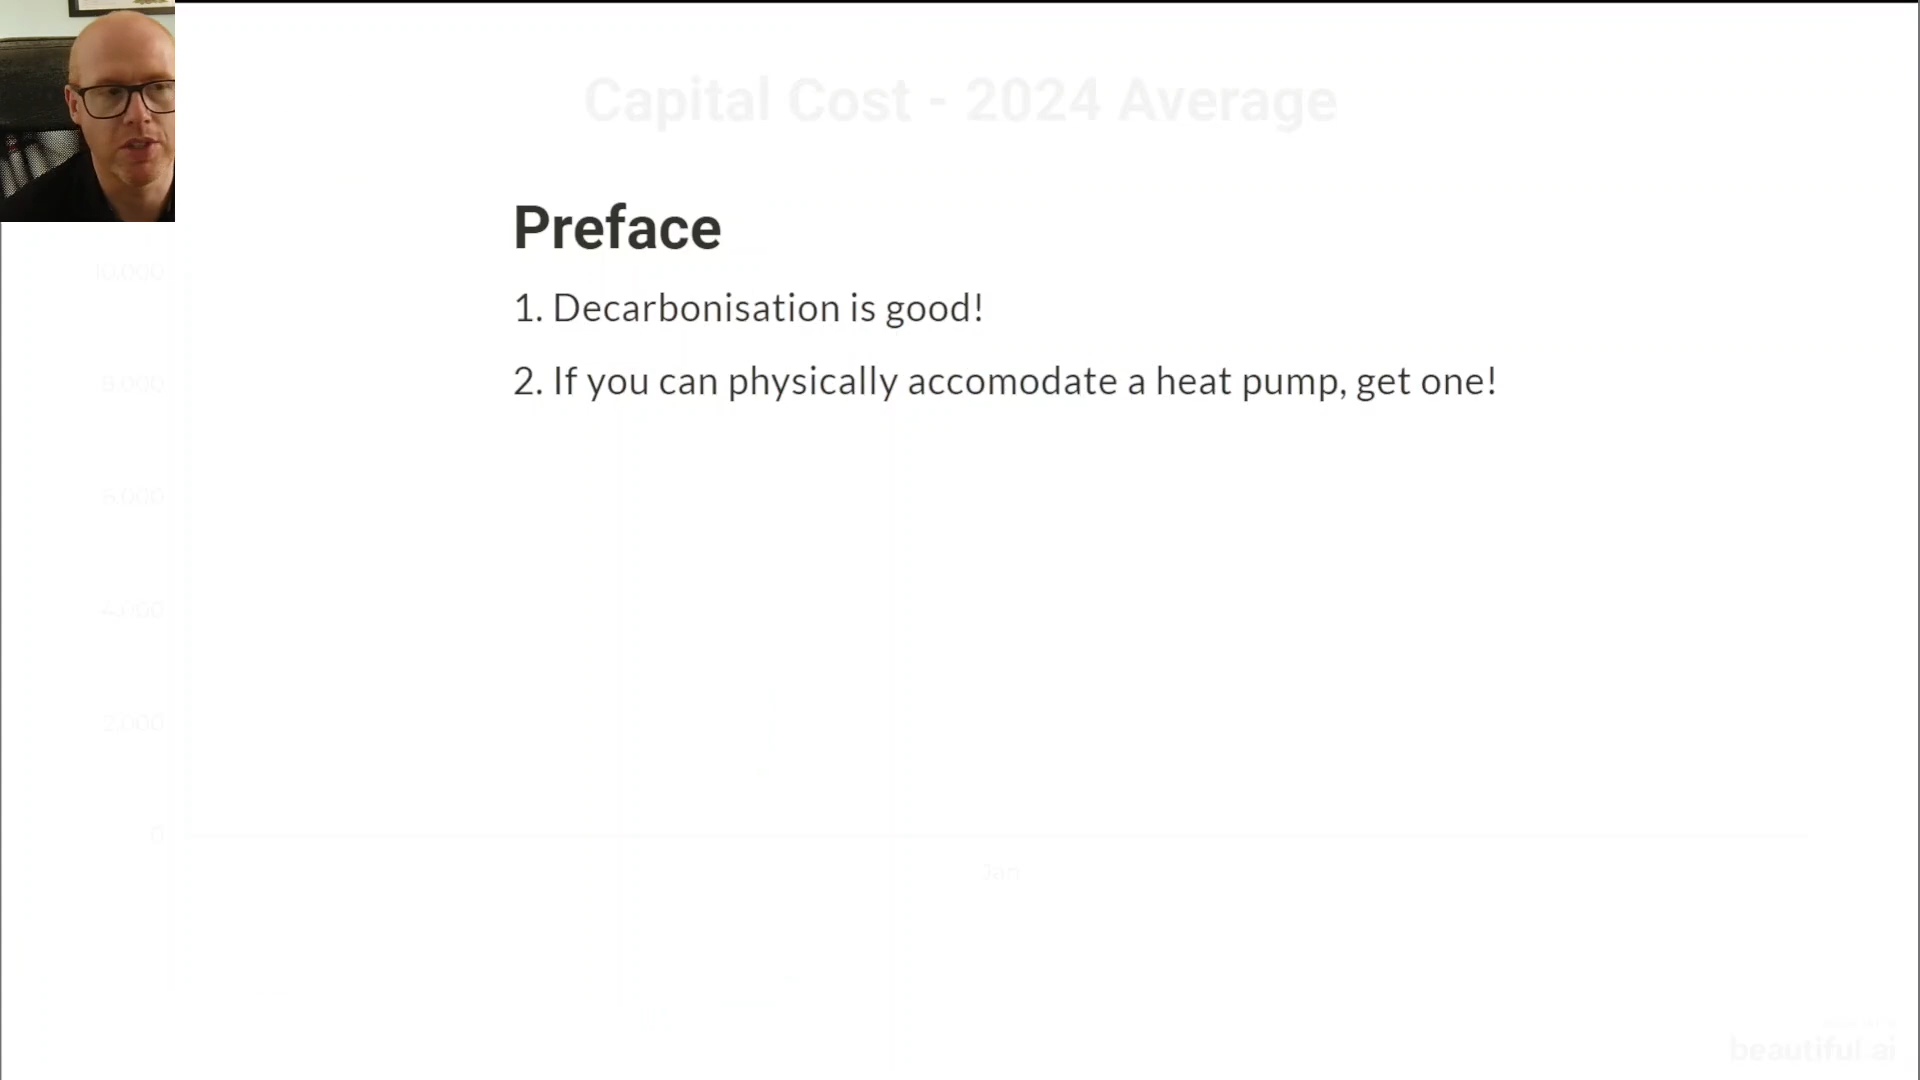 Capital Cost - 2024 Average
Preface
1. Decarbonisation is good!
2. If you can physically accomodate a heat pump, get one!
10,000
8,000
6,000
4,000
2,000
0
Jan
beautiful.ai